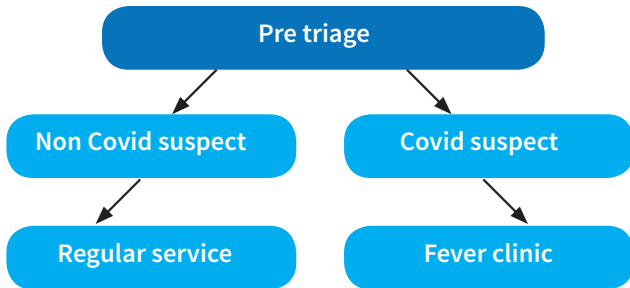 Pre triage
Non Covid suspect
Covid suspect
Regular service
Fever clinic